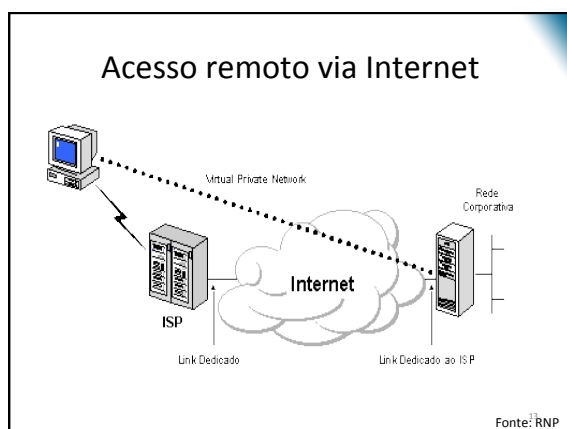 Acesso remoto via Internet
Virtual Private Network
Rede
Corporativa
Internet
ISP
Link Dedicado
Link Dedicado ao ISP
13
Fonte: RNP